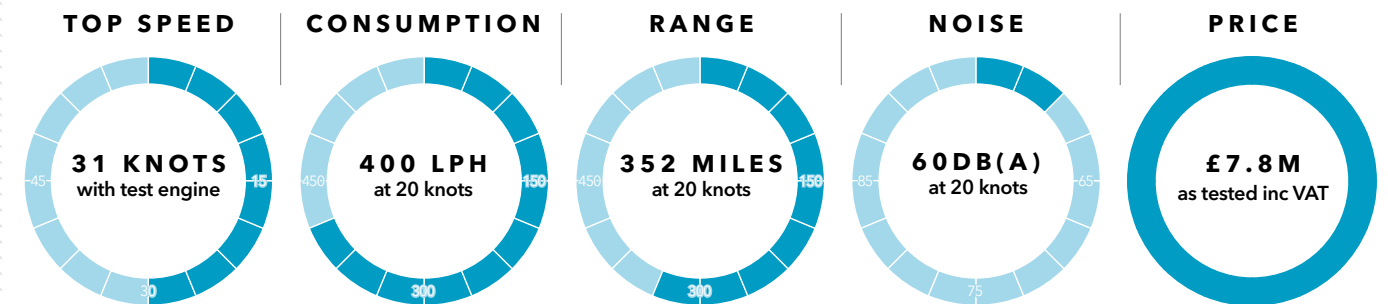 TOP SPEED
31 KNOTS
with test engine
15
30
45
CONSUMPTION
400 LPH
at 20 knots
150
300
450
RANGE
352 MILES
at 20 knots
150
300
450
NOISE
60DB(A)
at 20 knots
65
75
85
PRICE
£7.8M
as tested inc VAT